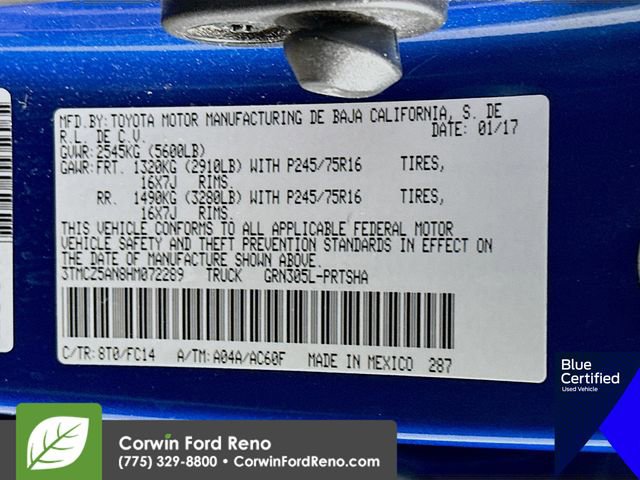 MFD.BY:TOYOTA MOTOR MANUFACTURING DE BAJA CALIFORNIA, S. DE
R.L. DE C.V. DATE: 01/17
GVWR:2545KG (5600LB)
GAWR:FRT. 1320KG (2910LB) WITH P245/75R16 TIRES,
16X7J RIMS.
RR. 1490KG (3280LB) WITH P245/75R16 TIRES,
16X7J RIMS.
THIS VEHICLE CONFORMS TO ALL APPLICABLE FEDERAL MOTOR
VEHICLE SAFETY AND THEFT PREVENTION STANDARDS IN EFFECT ON
THE DATE OF MANUFACTURE SHOWN ABOVE.
3TMCZ5AN8HM072289 TRUCK GRN305L-PRTSHA
C/TR:8T0/FC14 A/TM:A04A/AC60F MADE IN MEXICO 287
Blue
Certified
Used Vehicle
Corwin Ford Reno
(775) 329-8800 • CorwinFordReno.com